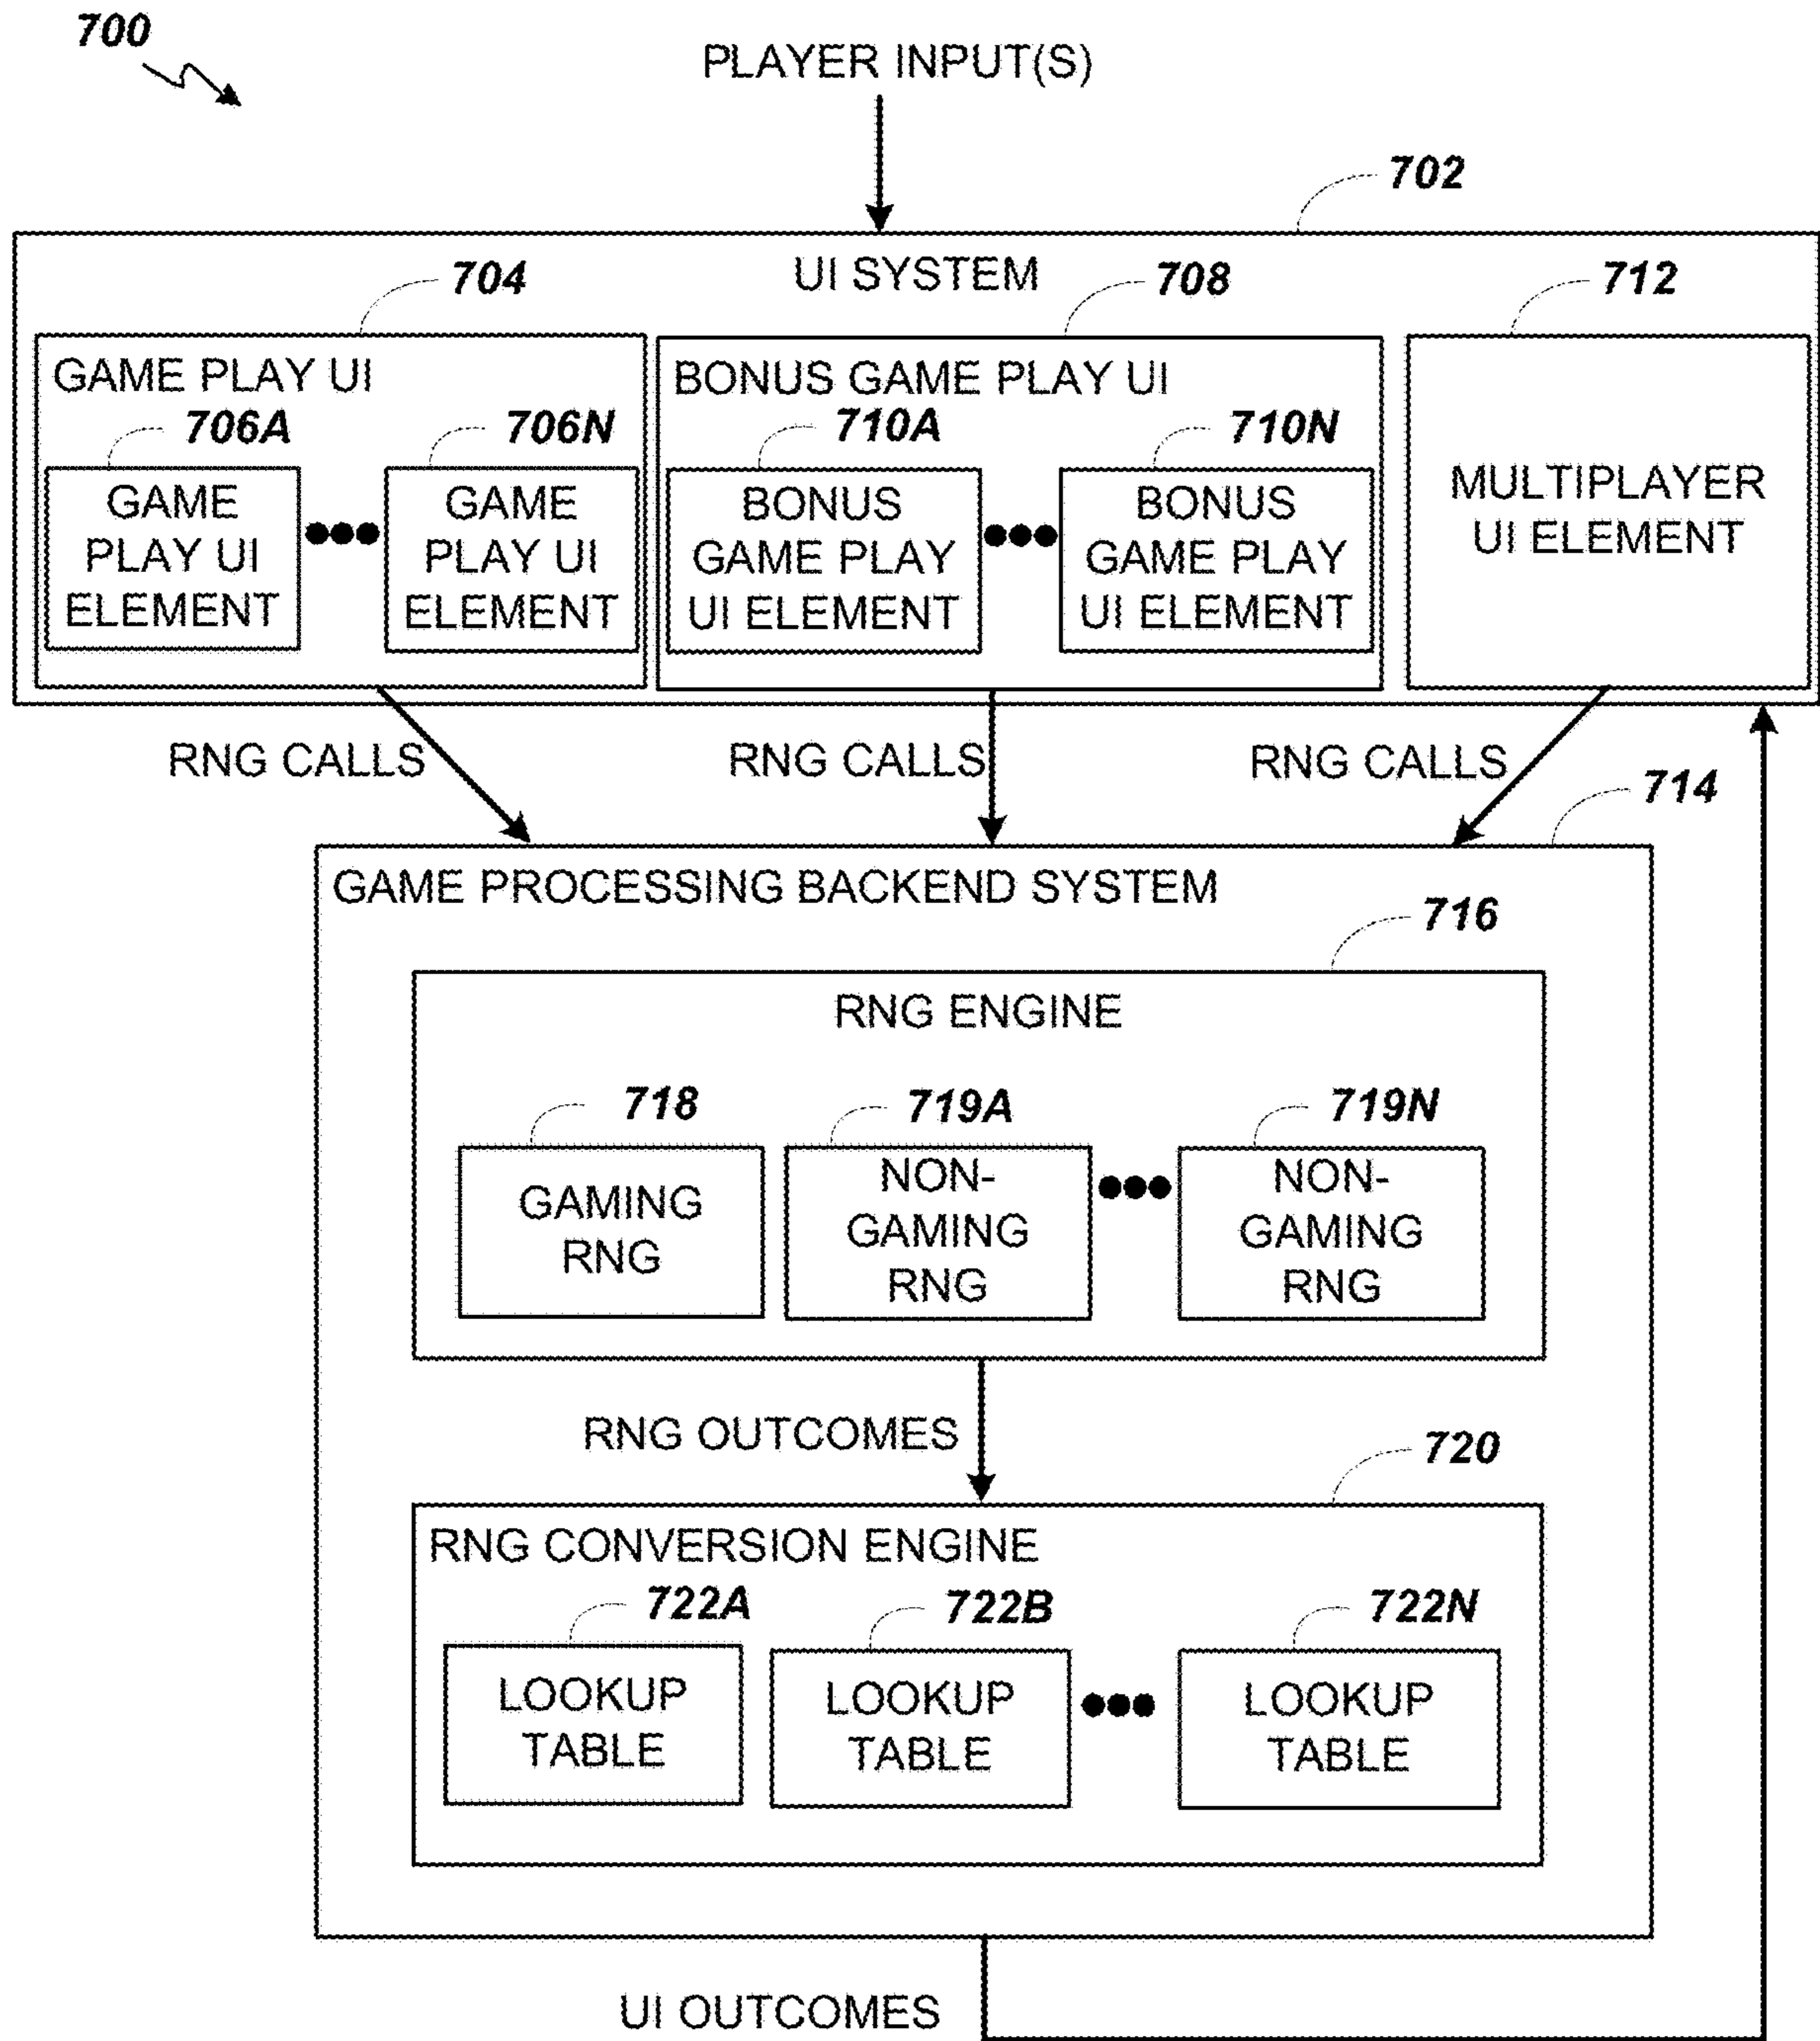 700
PLAYER INPUT(S)
702
UI SYSTEM
704
708
712
GAME PLAY UI
BONUS GAME PLAY UI
706A
706N
710A
710N
GAME
PLAY UI
ELEMENT
GAME
PLAY UI
ELEMENT
BONUS
GAME PLAY
UI ELEMENT
BONUS
GAME PLAY
UI ELEMENT
MULTIPLAYER
UI ELEMENT
RNG CALLS
RNG CALLS
RNG CALLS
714
GAME PROCESSING BACKEND SYSTEM
716
RNG ENGINE
718
719A
719N
GAMING
RNG
NON-
GAMING
RNG
NON-
GAMING
RNG
RNG OUTCOMES
720
RNG CONVERSION ENGINE
722A
722B
722N
LOOKUP
TABLE
LOOKUP
TABLE
LOOKUP
TABLE
UI OUTCOMES